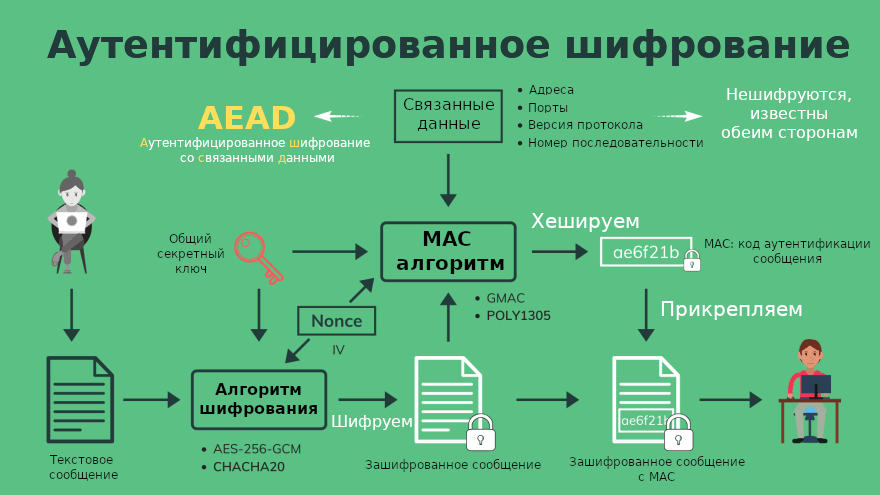 Аутентифицированное шифрование
AEAD
Аутентифицированное шифрование
со связанными данными
Связанные
данные
• Адреса
• Порты
• Версия протокола
• Номер последовательности
Нешифруются,
известны
обеим сторонам
Общий
секретный
ключ
MAC
алгоритм
Хешируем
ae6f21b
MAC: код аутентификации
сообщения
Nonce
IV
• GMAC
• POLY1305
Прикрепляем
Алгоритм
шифрования
Шифруем
ae6f21b
Текстовое
сообщение
• AES-256-GCM
• CHACHA20
Зашифрованное сообщение
Зашифрованное сообщение
с MAC